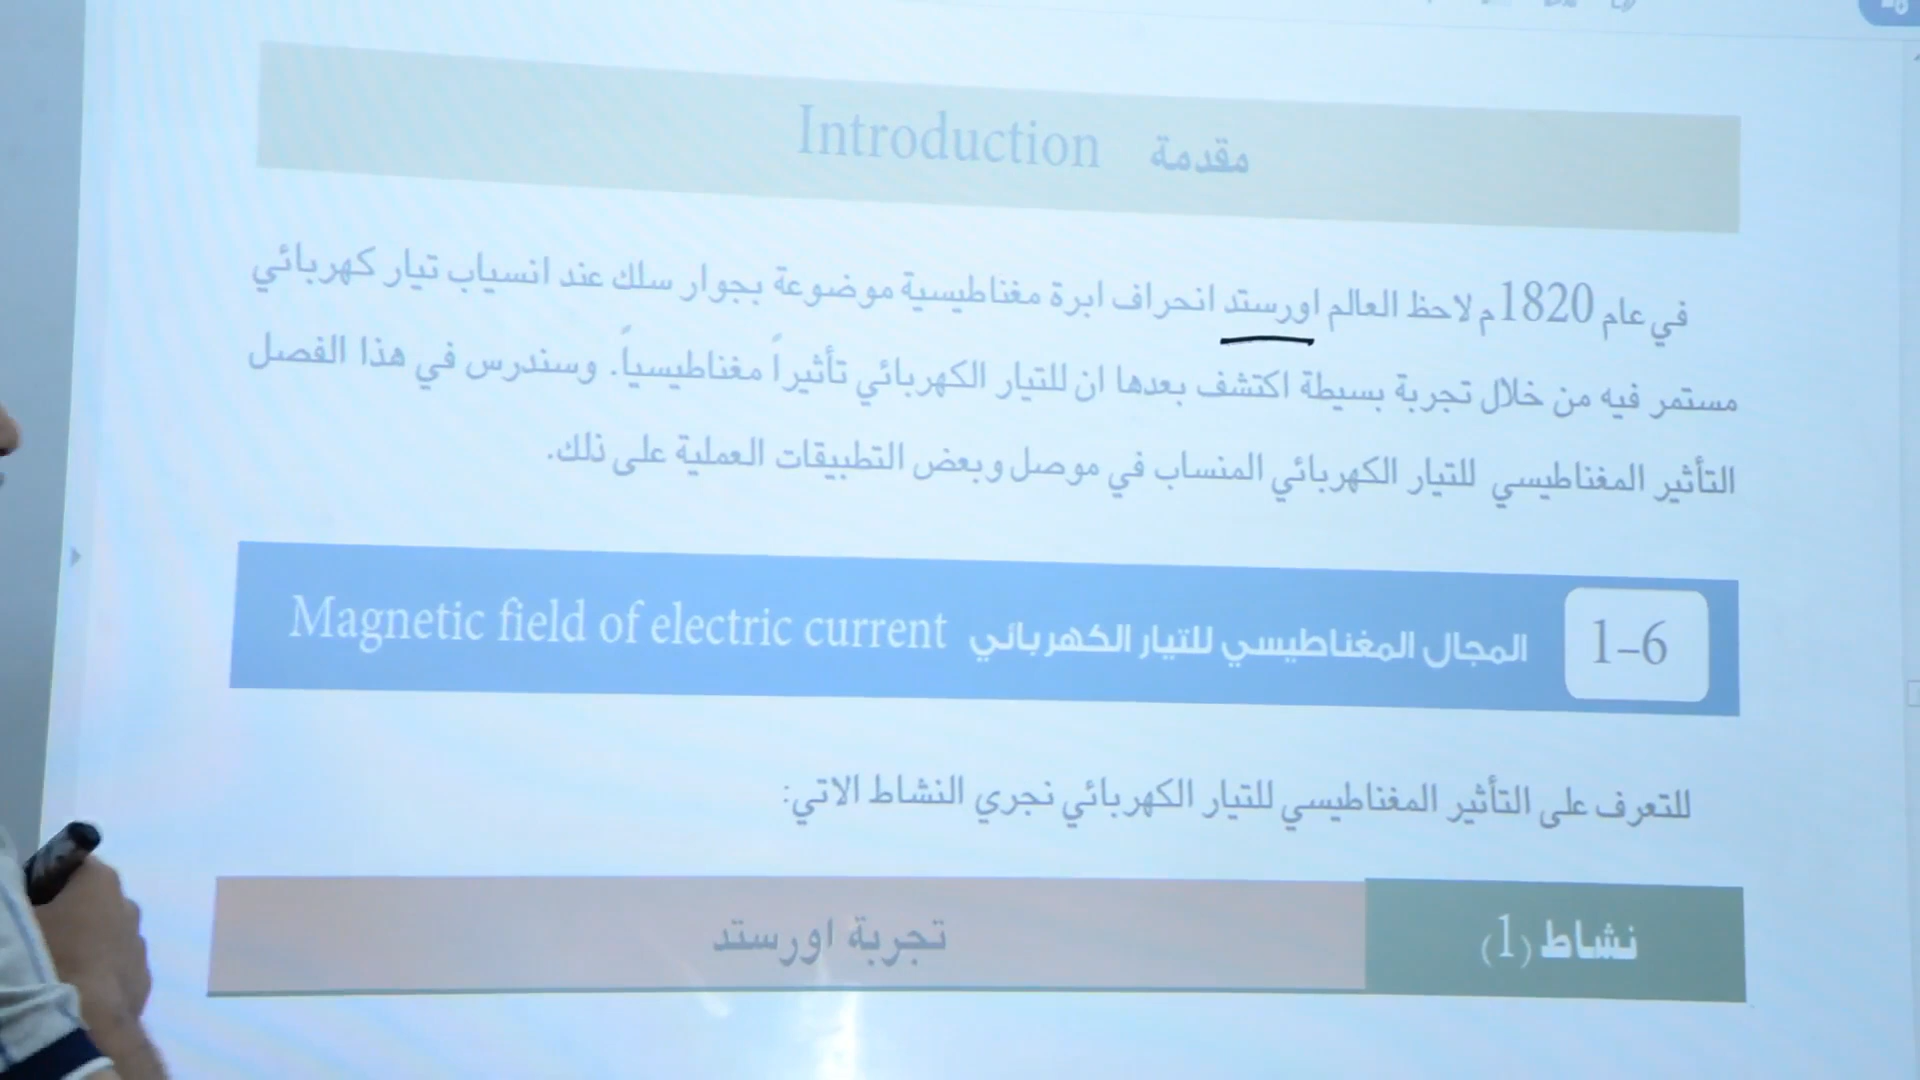 مقدمة Introduction
في عام 1820م لاحظ العالم اورستد انحراف ابرة مغناطيسية موضوعة بجوار سلك عند انسياب تيار كهربائي
مستمر فيه من خلال تجربة بسيطة اكتشف بعدها ان للتيار الكهربائي تأثيراً مغناطيسياً. وسندرس في هذا الفصل
التأثير المغناطيسي للتيار الكهربائي المنساب في موصل وبعض التطبيقات العملية على ذلك.
1-6 المجال المغناطيسي للتيار الكهربائي Magnetic field of electric current
للتعرف على التأثير المغناطيسي للتيار الكهربائي نجري النشاط الاتي:
نشاط (1) تجربة اورستد